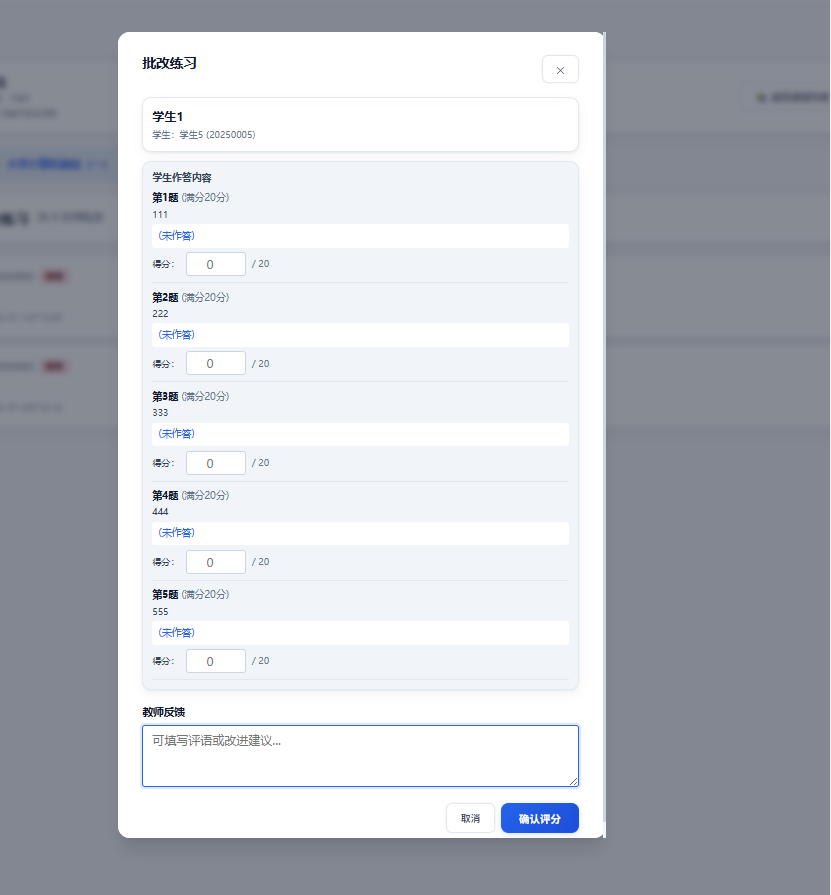 批改练习
×
学生1
学生：学生5 (20250005)
学生作答内容
第1题 (满分20分)
111
(未作答)
得分： 0 / 20
第2题 (满分20分)
222
(未作答)
得分： 0 / 20
第3题 (满分20分)
333
(未作答)
得分： 0 / 20
第4题 (满分20分)
444
(未作答)
得分： 0 / 20
第5题 (满分20分)
555
(未作答)
得分： 0 / 20
教师反馈
可填写评语或改进建议...
取消 确认评分